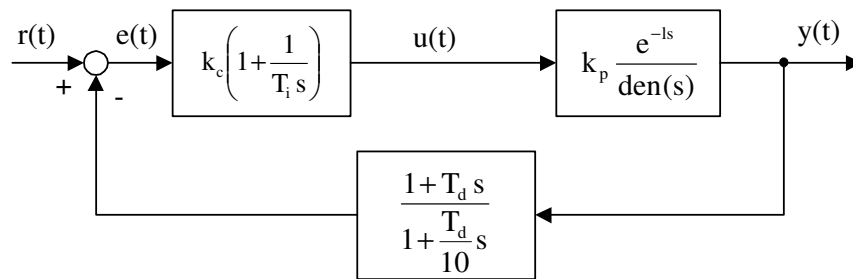 r(t)
e(t)
k_c(1 + 1/(T_i s))
u(t)
k_p e^{-ls}/den(s)
y(t)
+
-
(1 + T_d s)/(1 + (T_d/10)s)